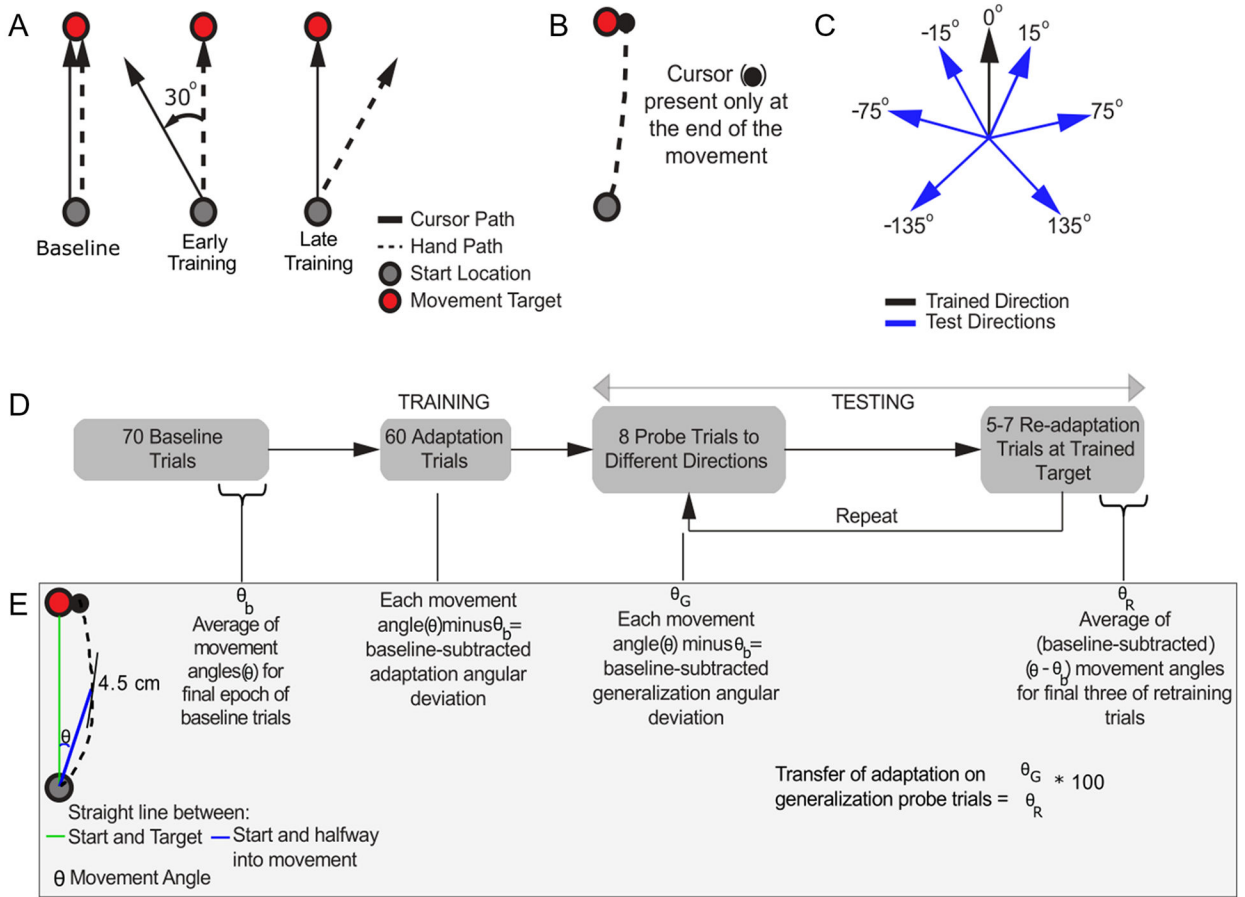 A
30°
Baseline
Early
Training
Late
Training
Cursor Path
Hand Path
Start Location
Movement Target
B
Cursor (●)
present only at
the end of the
movement
C
0°
-15°
15°
-75°
75°
-135°
135°
Trained Direction
Test Directions
D
TRAINING
TESTING
70 Baseline
Trials
60 Adaptation
Trials
8 Probe Trials to
Different Directions
5-7 Re-adaptation
Trials at Trained
Target
Repeat
E
4.5 cm
θ
Straight line between:
Start and Target
Start and halfway
into movement
θ Movement Angle
θb
Average of
movement
angles(θ) for
final epoch of
baseline trials
Each movement
angle(θ)minusθb=
baseline-subtracted
adaptation angular
deviation
θG
Each movement
angle(θ) minusθb=
baseline-subtracted
generalization angular
deviation
θR
Average of
(baseline-subtracted)
(θ-θb) movement angles
for final three of retraining
trials
Transfer of adaptation on
generalization probe trials = θG / θR * 100